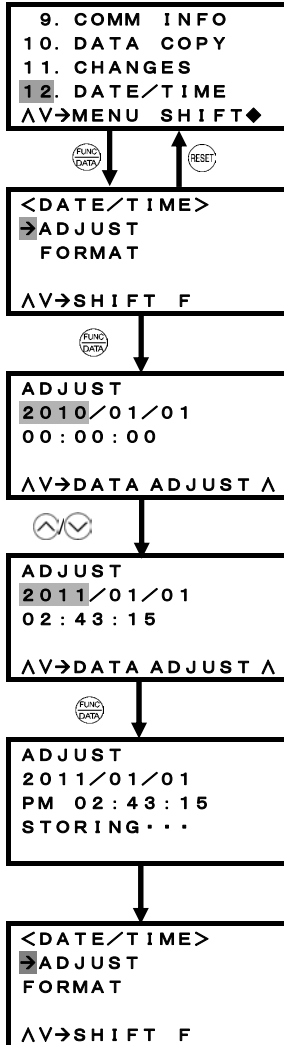 9. COMM INFO
10. DATA COPY
11. CHANGES
12. DATE/TIME
∧∨→MENU SHIFT◆
FUNC
DATA
RESET
<DATE/TIME>
→ADJUST
FORMAT
∧∨→SHIFT F
FUNC
DATA
ADJUST
2010/01/01
00:00:00
∧∨→DATA ADJUST ∧
∧/∨
ADJUST
2011/01/01
02:43:15
∧∨→DATA ADJUST ∧
FUNC
DATA
ADJUST
2011/01/01
PM 02:43:15
STORING···
<DATE/TIME>
→ADJUST
FORMAT
∧∨→SHIFT F